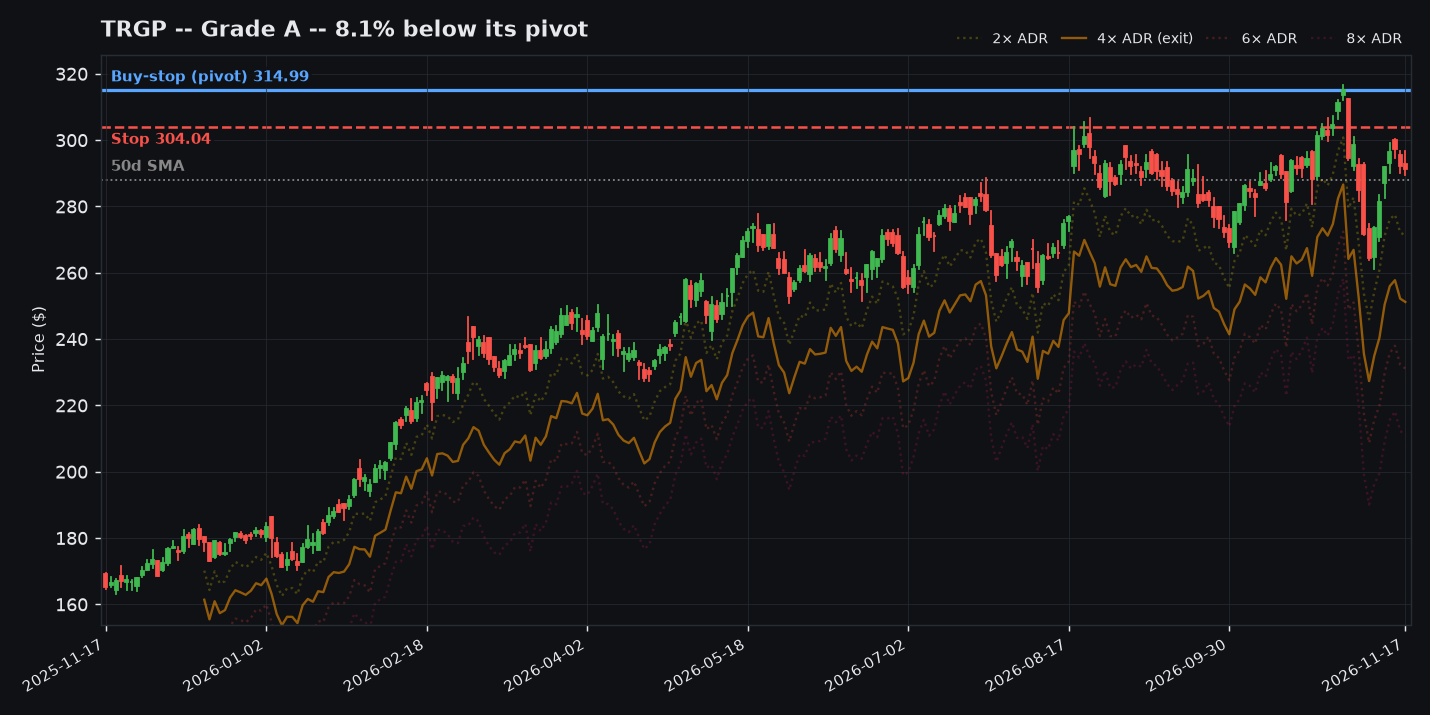 TRGP -- Grade A -- 8.1% below its pivot
2× ADR
4× ADR (exit)
6× ADR
8× ADR
Buy-stop (pivot) 314.99
Stop 304.04
50d SMA
Price ($)
320
300
280
260
240
220
200
180
160
2025-11-17
2026-01-02
2026-02-18
2026-04-02
2026-05-18
2026-07-02
2026-08-17
2026-09-30
2026-11-17